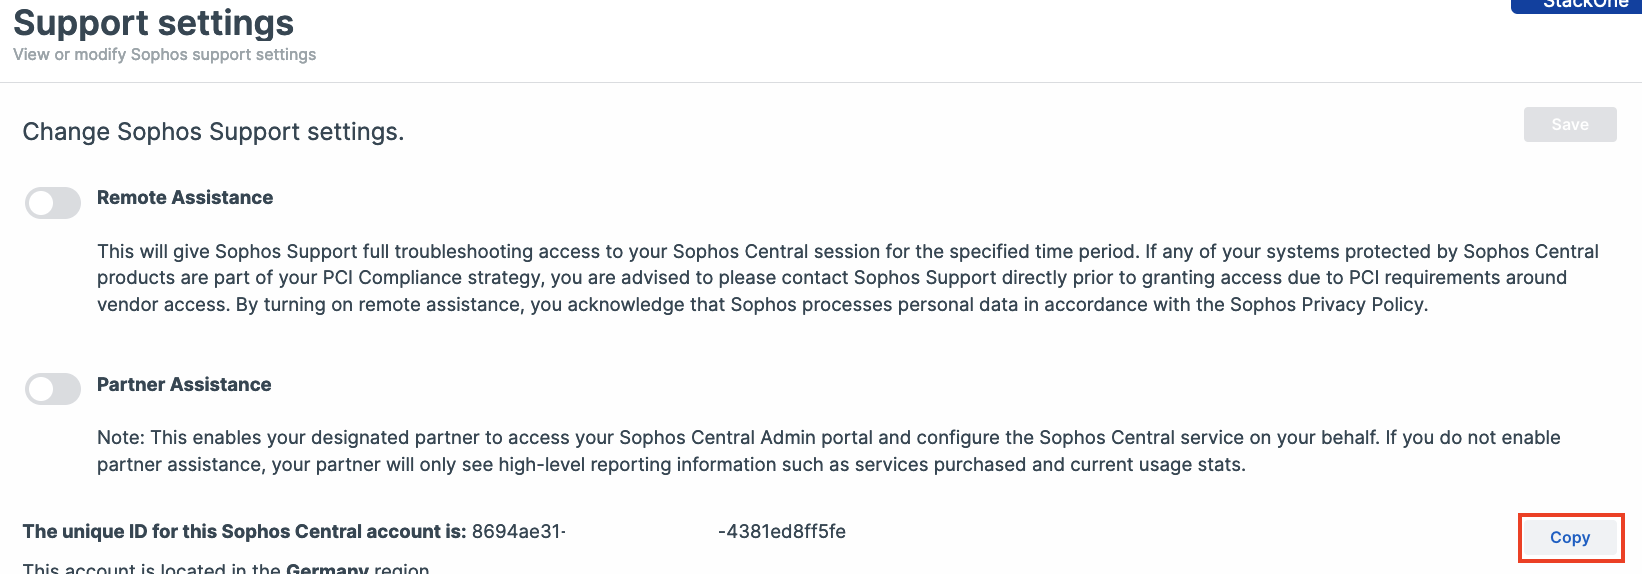 StackOne
Support settings
View or modify Sophos support settings
Change Sophos Support settings.
Save
Remote Assistance
This will give Sophos Support full troubleshooting access to your Sophos Central session for the specified time period. If any of your systems protected by Sophos Central
products are part of your PCI Compliance strategy, you are advised to please contact Sophos Support directly prior to granting access due to PCI requirements around
vendor access. By turning on remote assistance, you acknowledge that Sophos processes personal data in accordance with the Sophos Privacy Policy.
Partner Assistance
Note: This enables your designated partner to access your Sophos Central Admin portal and configure the Sophos Central service on your behalf. If you do not enable
partner assistance, your partner will only see high-level reporting information such as services purchased and current usage stats.
The unique ID for this Sophos Central account is: 8694ae31- -4381ed8ff5fe
Copy
This account is located in the Germany region